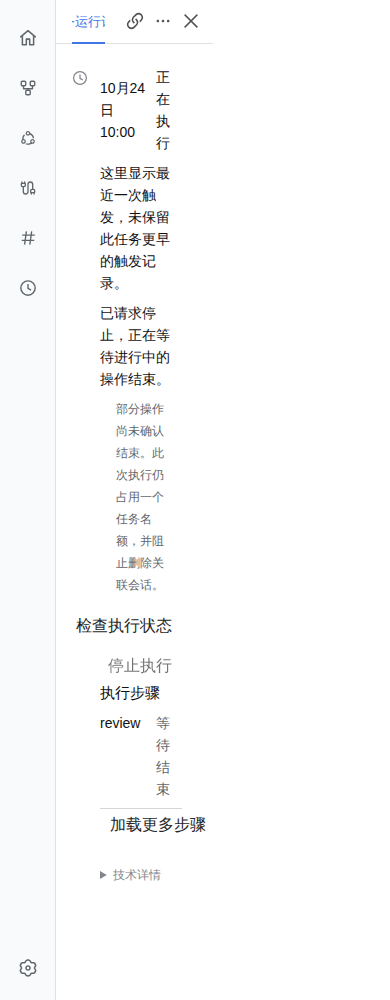 运行
10月24日 10:00
正在执行
这里显示最
近一次触
发，未保留
此任务更早
的触发记
录。
已请求停
止，正在等
待进行中的
操作结束。
部分操作
尚未确认
结束。此
次执行仍
占用一个
任务名
额，并阻
止删除关
联会话。
检查执行状态
停止执行
执行步骤
review
等待结束
加载更多步骤
技术详情